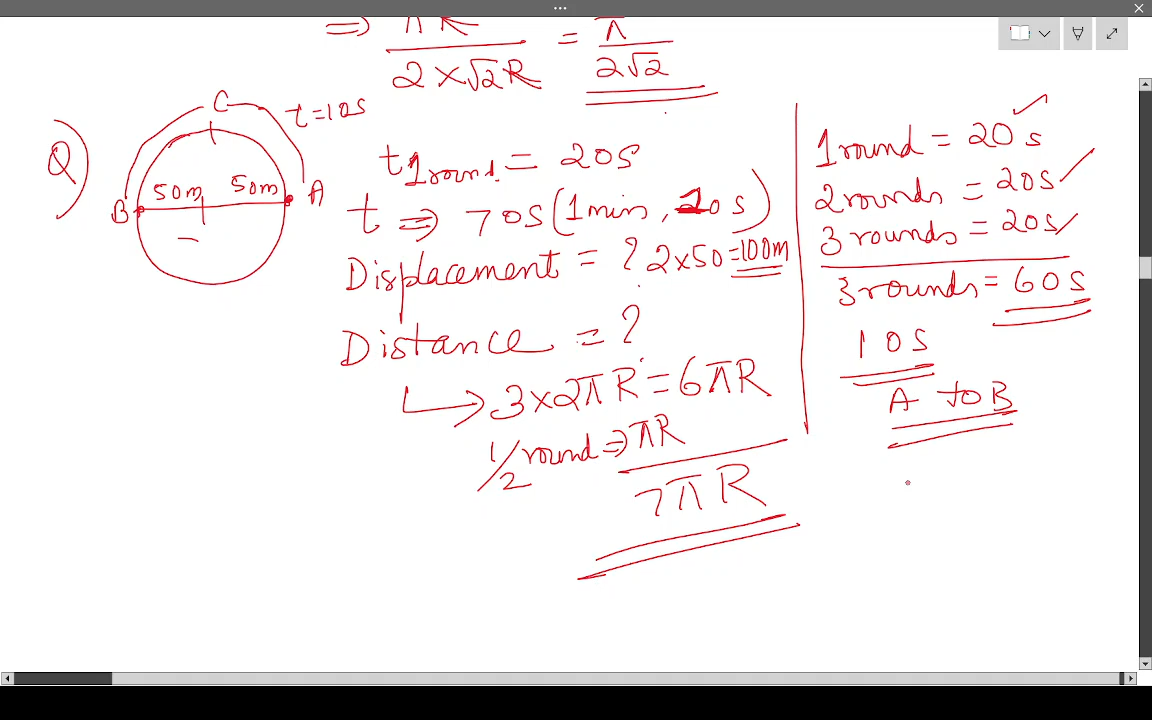 ⇒ πR / 2×√2R = π / 2√2
Q)
C
t=10s
50m 50m
B A
t1round = 20s
t ⇒ 70s (1min, 10s)
Displacement = ? 2×50=100m
Distance = ?
↳ 3×2πR = 6πR
1/2 round ⇒ πR
7πR
1round = 20s ✓
2rounds = 20s ✓
3rounds = 20s ✓
3rounds = 60s
10s
A to B